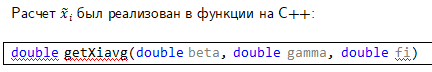 Расчет x̃ᵢ был реализован в функции на C++:
double getXiavg(double beta, double gamma, double fi)